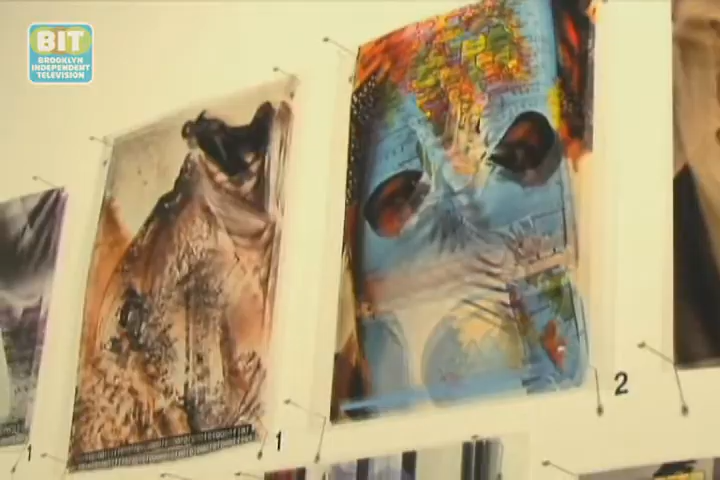 BIT
BROOKLYN
INDEPENDENT
TELEVISION
1
1
2